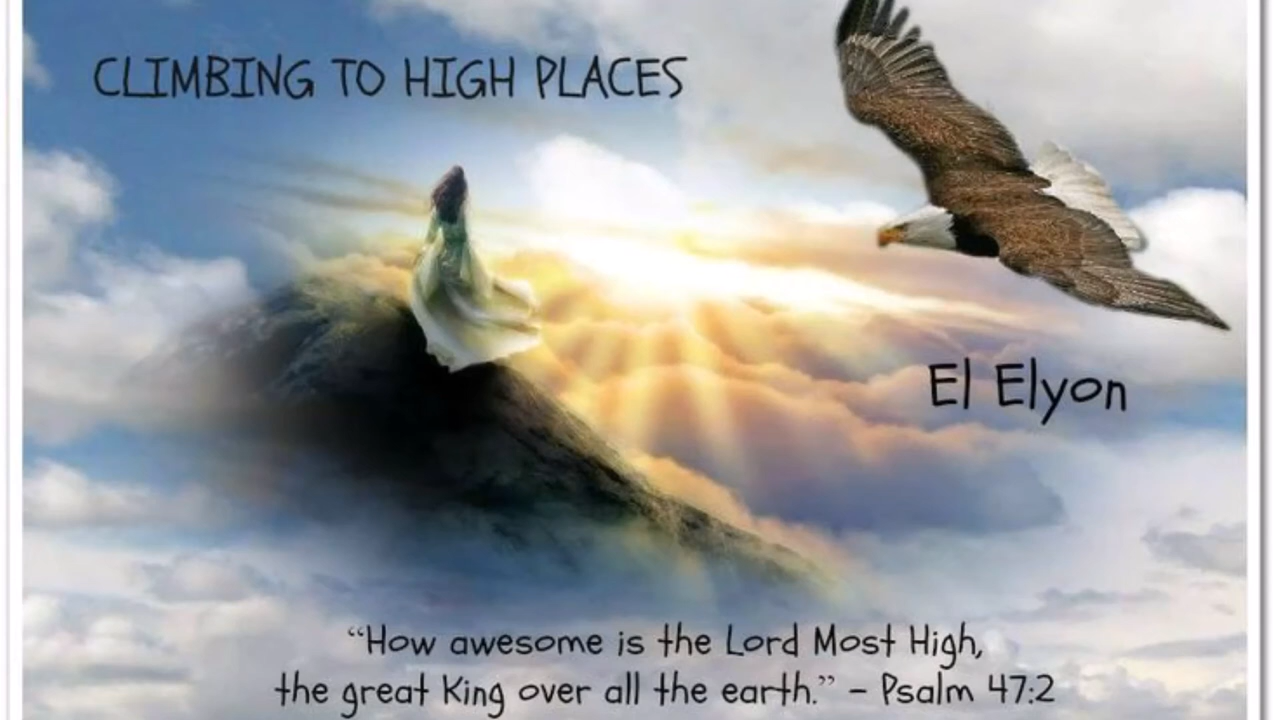 CLIMBING TO HIGH PLACES
El Elyon
“How awesome is the Lord Most High,
the great King over all the earth.” – Psalm 47:2